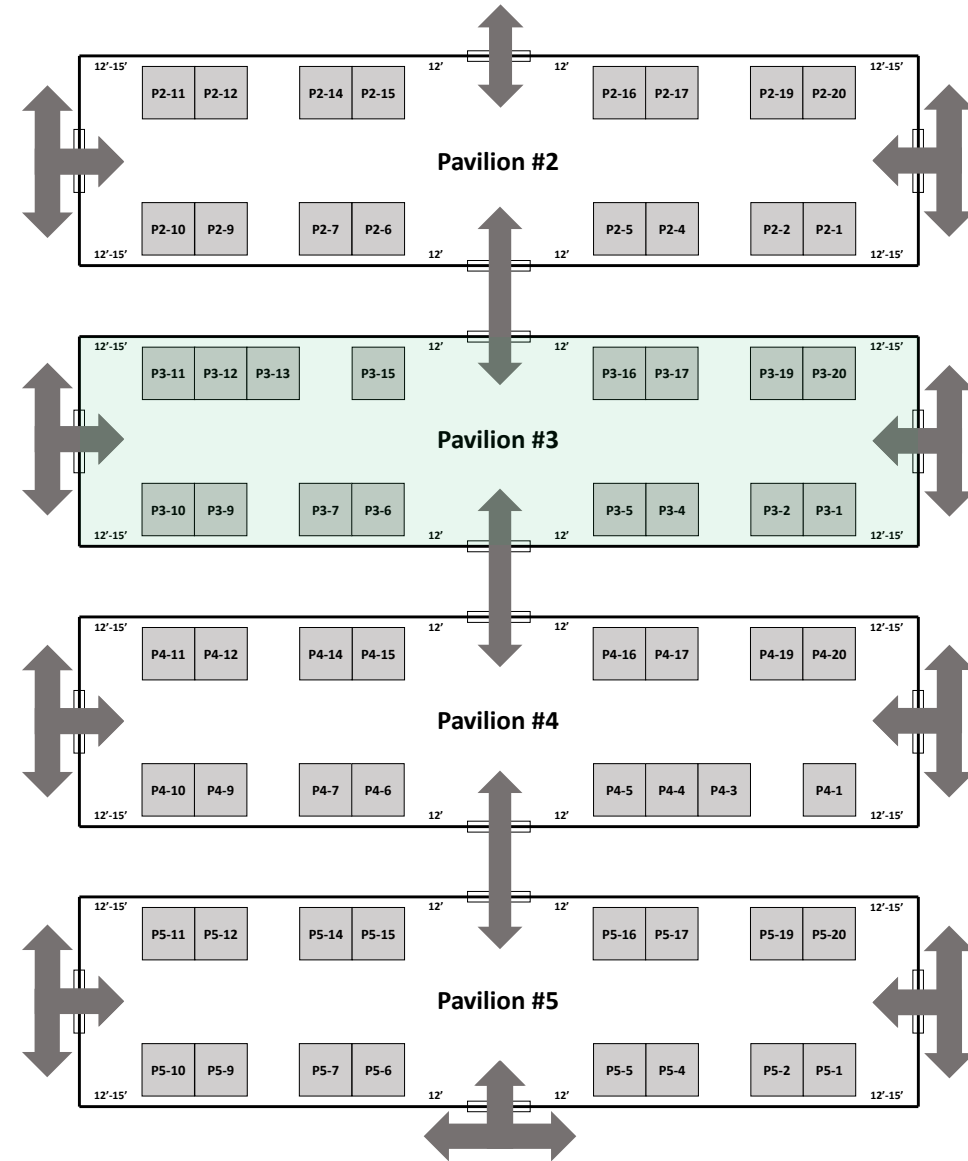 12'-15' 12' 12' 12'-15'
P2-11 P2-12 P2-14 P2-15 P2-16 P2-17 P2-19 P2-20
Pavilion #2
P2-10 P2-9 P2-7 P2-6 P2-5 P2-4 P2-2 P2-1
12'-15' 12' 12' 12'-15'
12'-15' 12' 12' 12'-15'
P3-11 P3-12 P3-13 P3-15 P3-16 P3-17 P3-19 P3-20
Pavilion #3
P3-10 P3-9 P3-7 P3-6 P3-5 P3-4 P3-2 P3-1
12'-15' 12' 12' 12'-15'
12'-15' 12' 12' 12'-15'
P4-11 P4-12 P4-14 P4-15 P4-16 P4-17 P4-19 P4-20
Pavilion #4
P4-10 P4-9 P4-7 P4-6 P4-5 P4-4 P4-3 P4-1
12'-15' 12' 12' 12'-15'
12'-15' 12' 12' 12'-15'
P5-11 P5-12 P5-14 P5-15 P5-16 P5-17 P5-19 P5-20
Pavilion #5
P5-10 P5-9 P5-7 P5-6 P5-5 P5-4 P5-2 P5-1
12'-15' 12' 12' 12'-15'